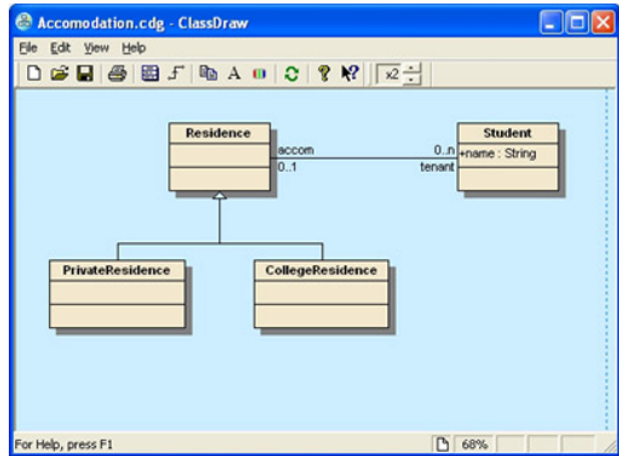 Accomodation.cdg - ClassDraw
File Edit View Help
A ? ? x2
Residence
Student
accom
0..n
+name : String
0..1
tenant
PrivateResidence
CollegeResidence
For Help, press F1
68%